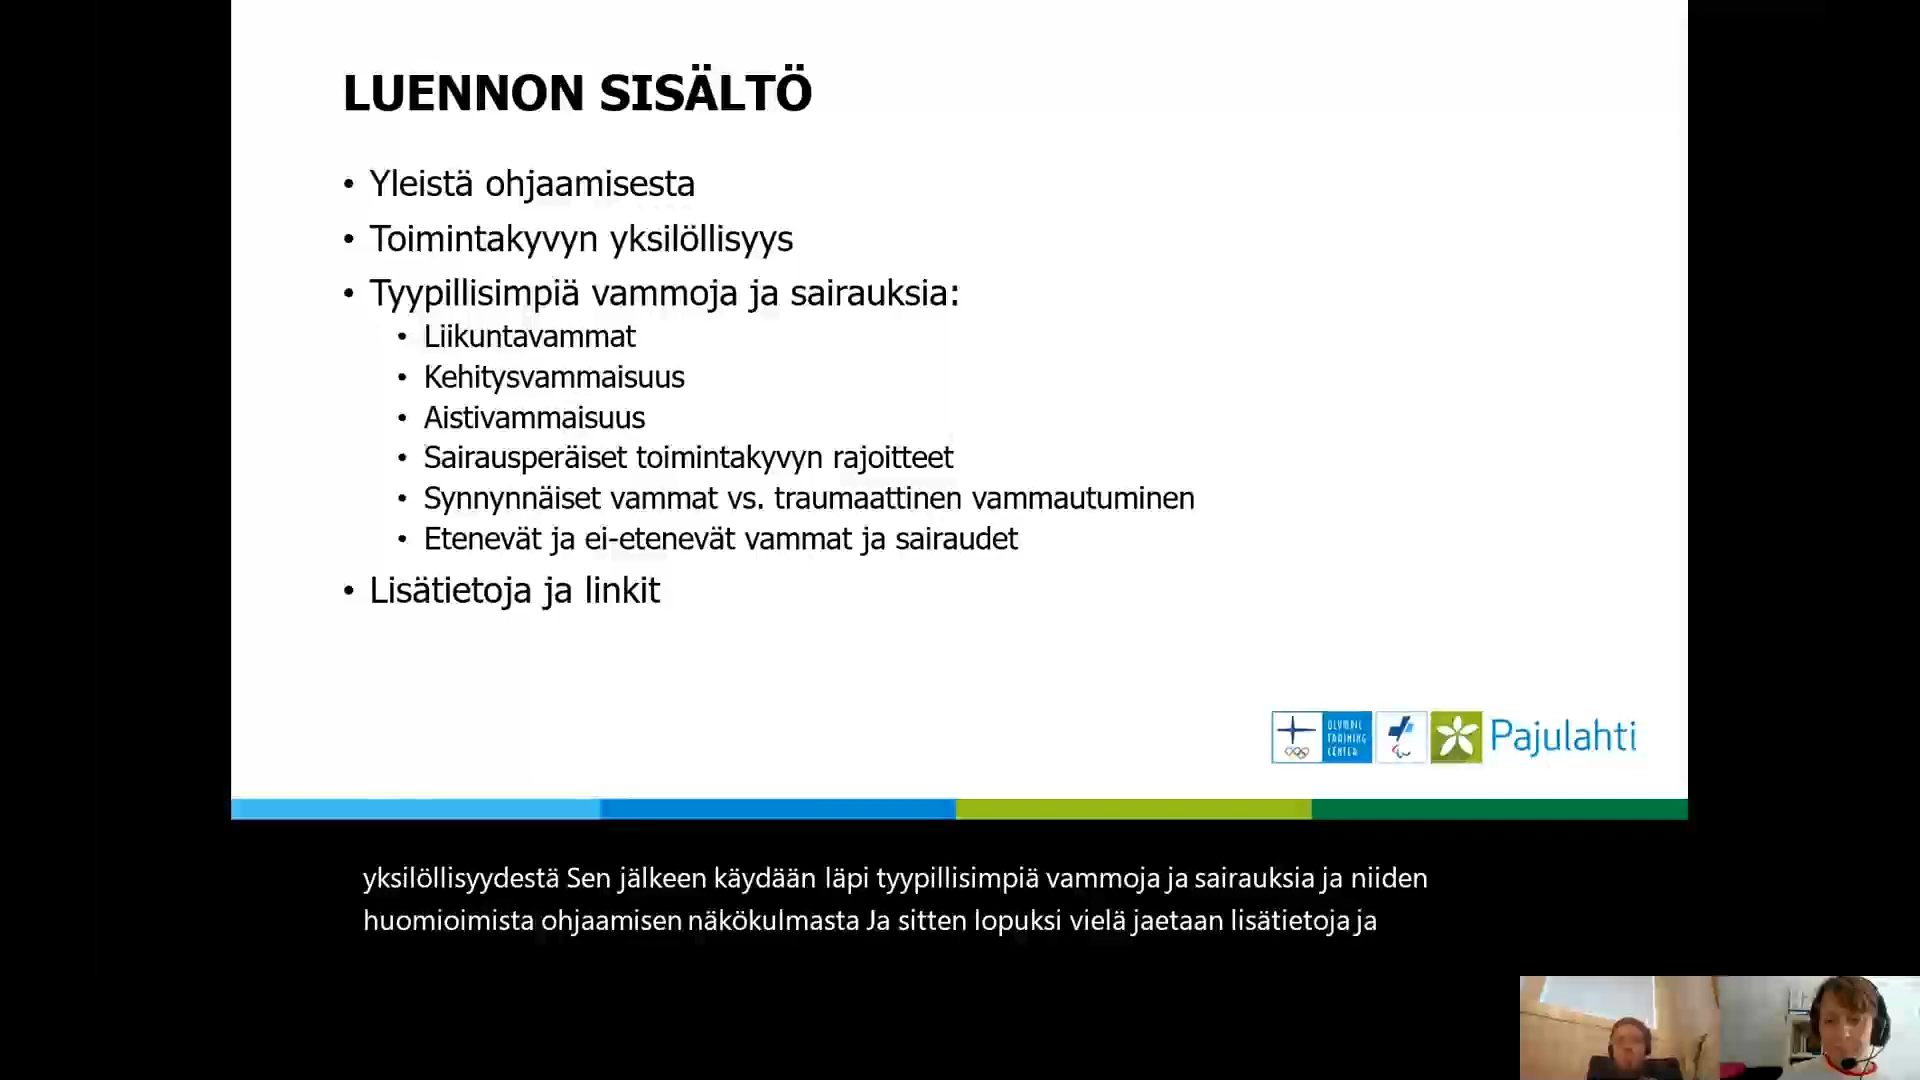 LUENNON SISÄLTÖ
• Yleistä ohjaamisesta
• Toimintakyvyn yksilöllisyys
• Tyypillisimpiä vammoja ja sairauksia:
• Liikuntavammat
• Kehitysvammaisuus
• Aistivammaisuus
• Sairausperäiset toimintakyvyn rajoitteet
• Synnynnäiset vammat vs. traumaattinen vammautuminen
• Etenevät ja ei-etenevät vammat ja sairaudet
• Lisätietoja ja linkit
OLYMPIC
TRAINING
CENTER
Pajulahti
yksilöllisyydestä Sen jälkeen käydään läpi tyypillisimpiä vammoja ja sairauksia ja niiden
huomioimista ohjaamisen näkökulmasta Ja sitten lopuksi vielä jaetaan lisätietoja ja